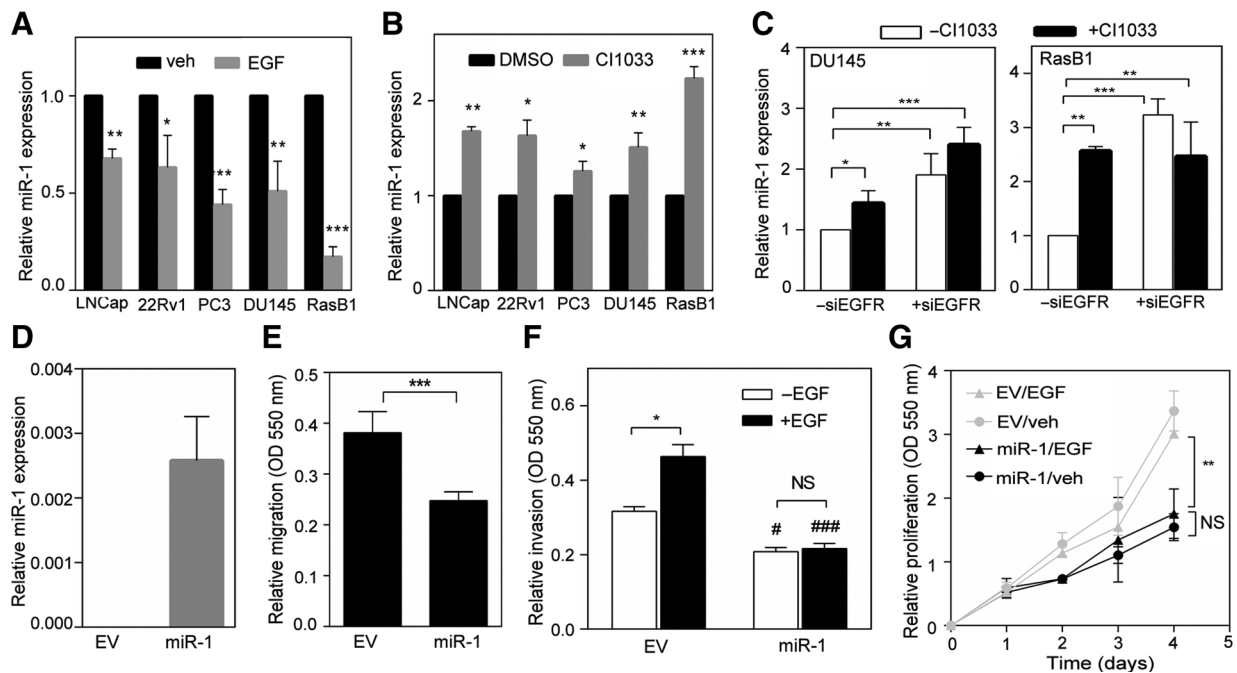 A
Relative miR-1 expression
1.0
0.5
0.0
veh EGF
** * ** ** ***
LNCap 22Rv1 PC3 DU145 RasB1
B
Relative miR-1 expression
2
1
0
DMSO CI1033
** * * ** ***
LNCap 22Rv1 PC3 DU145 RasB1
C
–CI1033 +CI1033
Relative miR-1 expression
DU145
4
3
2
1
0
***
**
*
–siEGFR +siEGFR
RasB1
4
3
2
1
0
**
***
**
–siEGFR +siEGFR
D
Relative miR-1 expression
0.004
0.003
0.002
0.001
0.000
EV miR-1
E
Relative migration (OD 550 nm)
0.5
0.4
0.3
0.2
0.1
0.0
***
EV miR-1
F
Relative invasion (OD 550 nm)
0.6
0.4
0.2
0.0
–EGF
+EGF
*
NS
# ###
EV miR-1
G
Relative proliferation (OD 550 nm)
4
3
2
1
0
EV/EGF
EV/veh
miR-1/EGF
miR-1/veh
**
NS
0 1 2 3 4 5
Time (days)